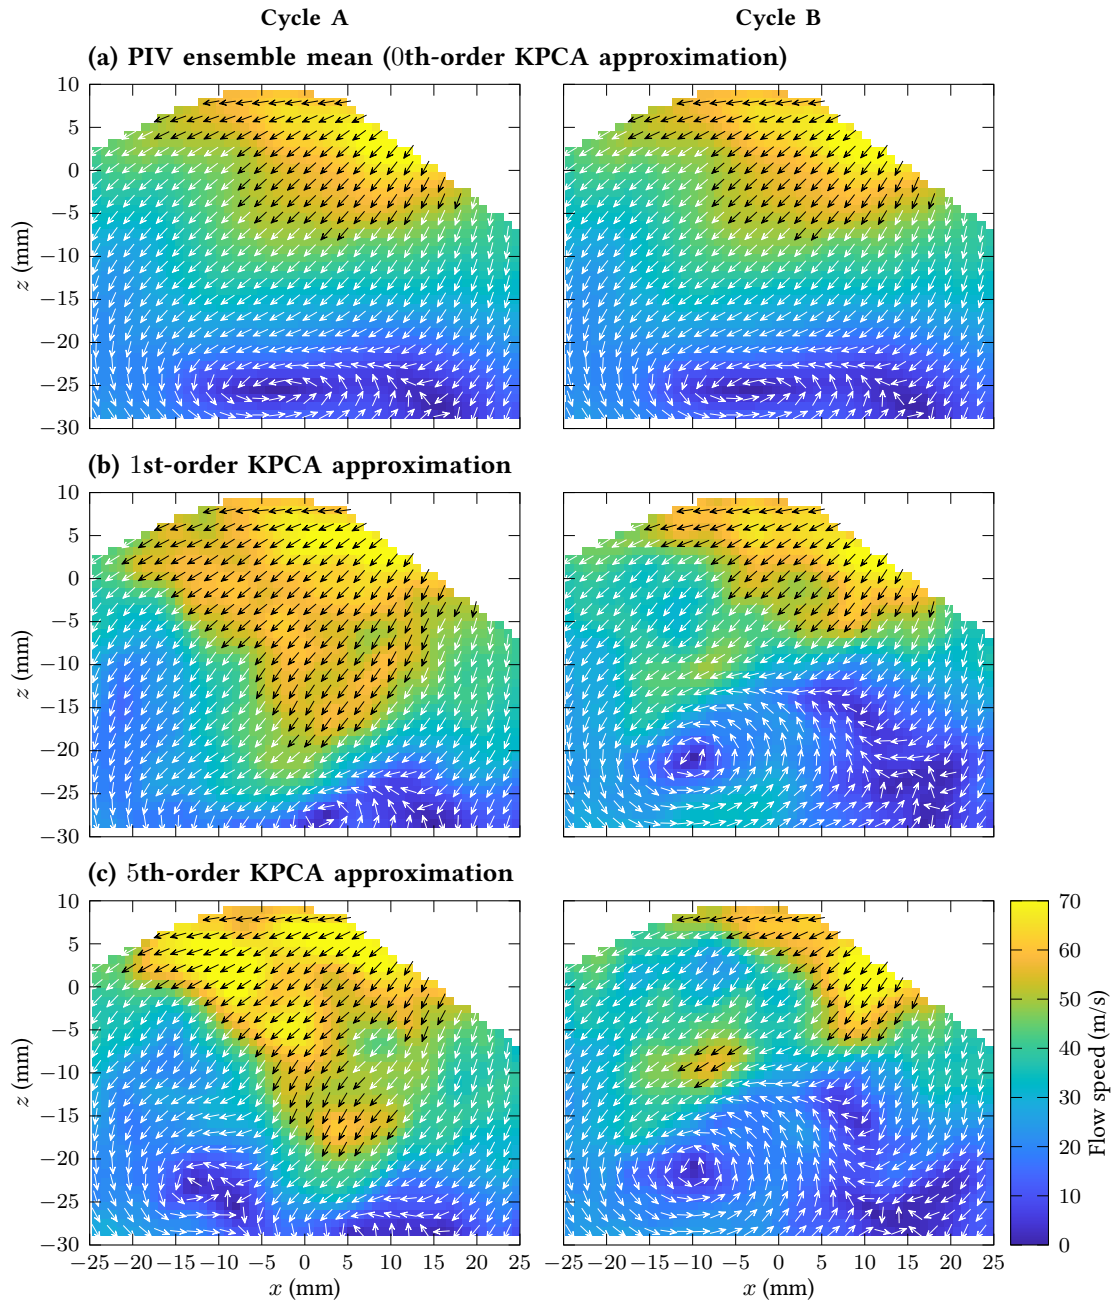 Cycle A Cycle B
(a) PIV ensemble mean (0th-order KPCA approximation)
10
5
0
−5
−10
−15
−20
−25
−30
z (mm)
(b) 1st-order KPCA approximation
10
5
0
−5
−10
−15
−20
−25
−30
z (mm)
(c) 5th-order KPCA approximation
10
5
0
−5
−10
−15
−20
−25
−30
z (mm)
−25 −20 −15 −10 −5 0 5 10 15 20 25
x (mm)
−25 −20 −15 −10 −5 0 5 10 15 20 25
x (mm)
70
60
50
40
30
20
10
0
Flow speed (m/s)